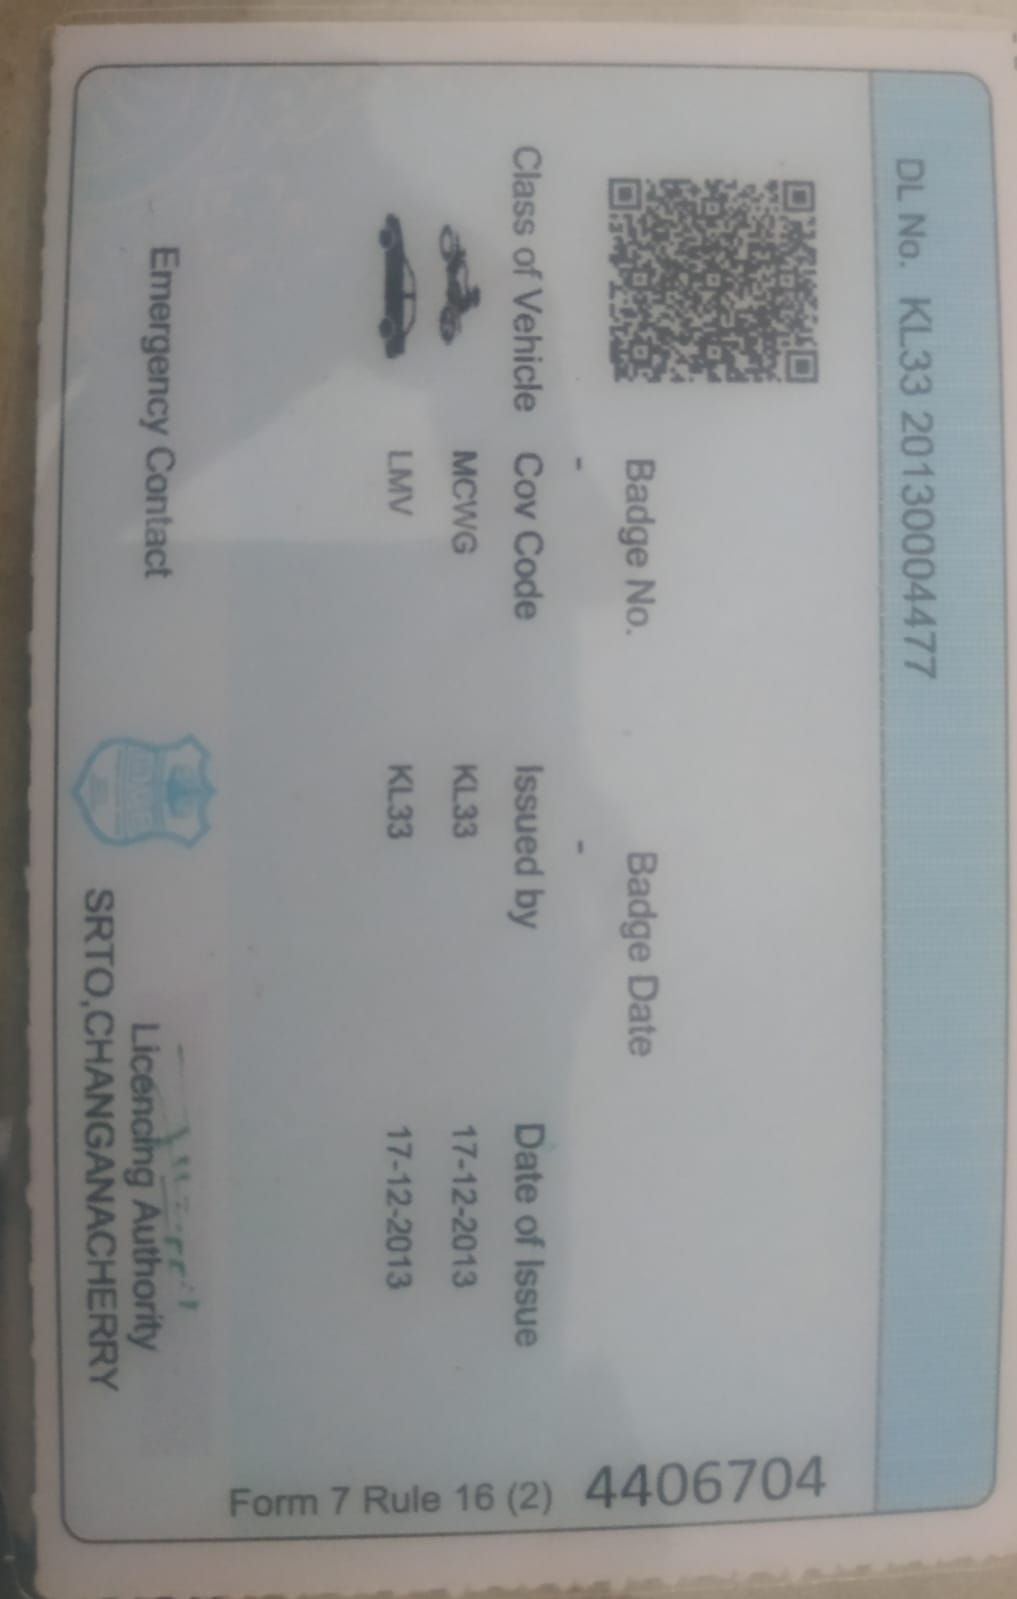 DL No. KL33 20130004477
Badge No. Badge Date
- -
Class of Vehicle Cov Code Issued by Date of Issue
MCWG KL33 17-12-2013
LMV KL33 17-12-2013
Emergency Contact
Licencing Authority
SRTO,CHANGANACHERRY
Form 7 Rule 16 (2) 4406704